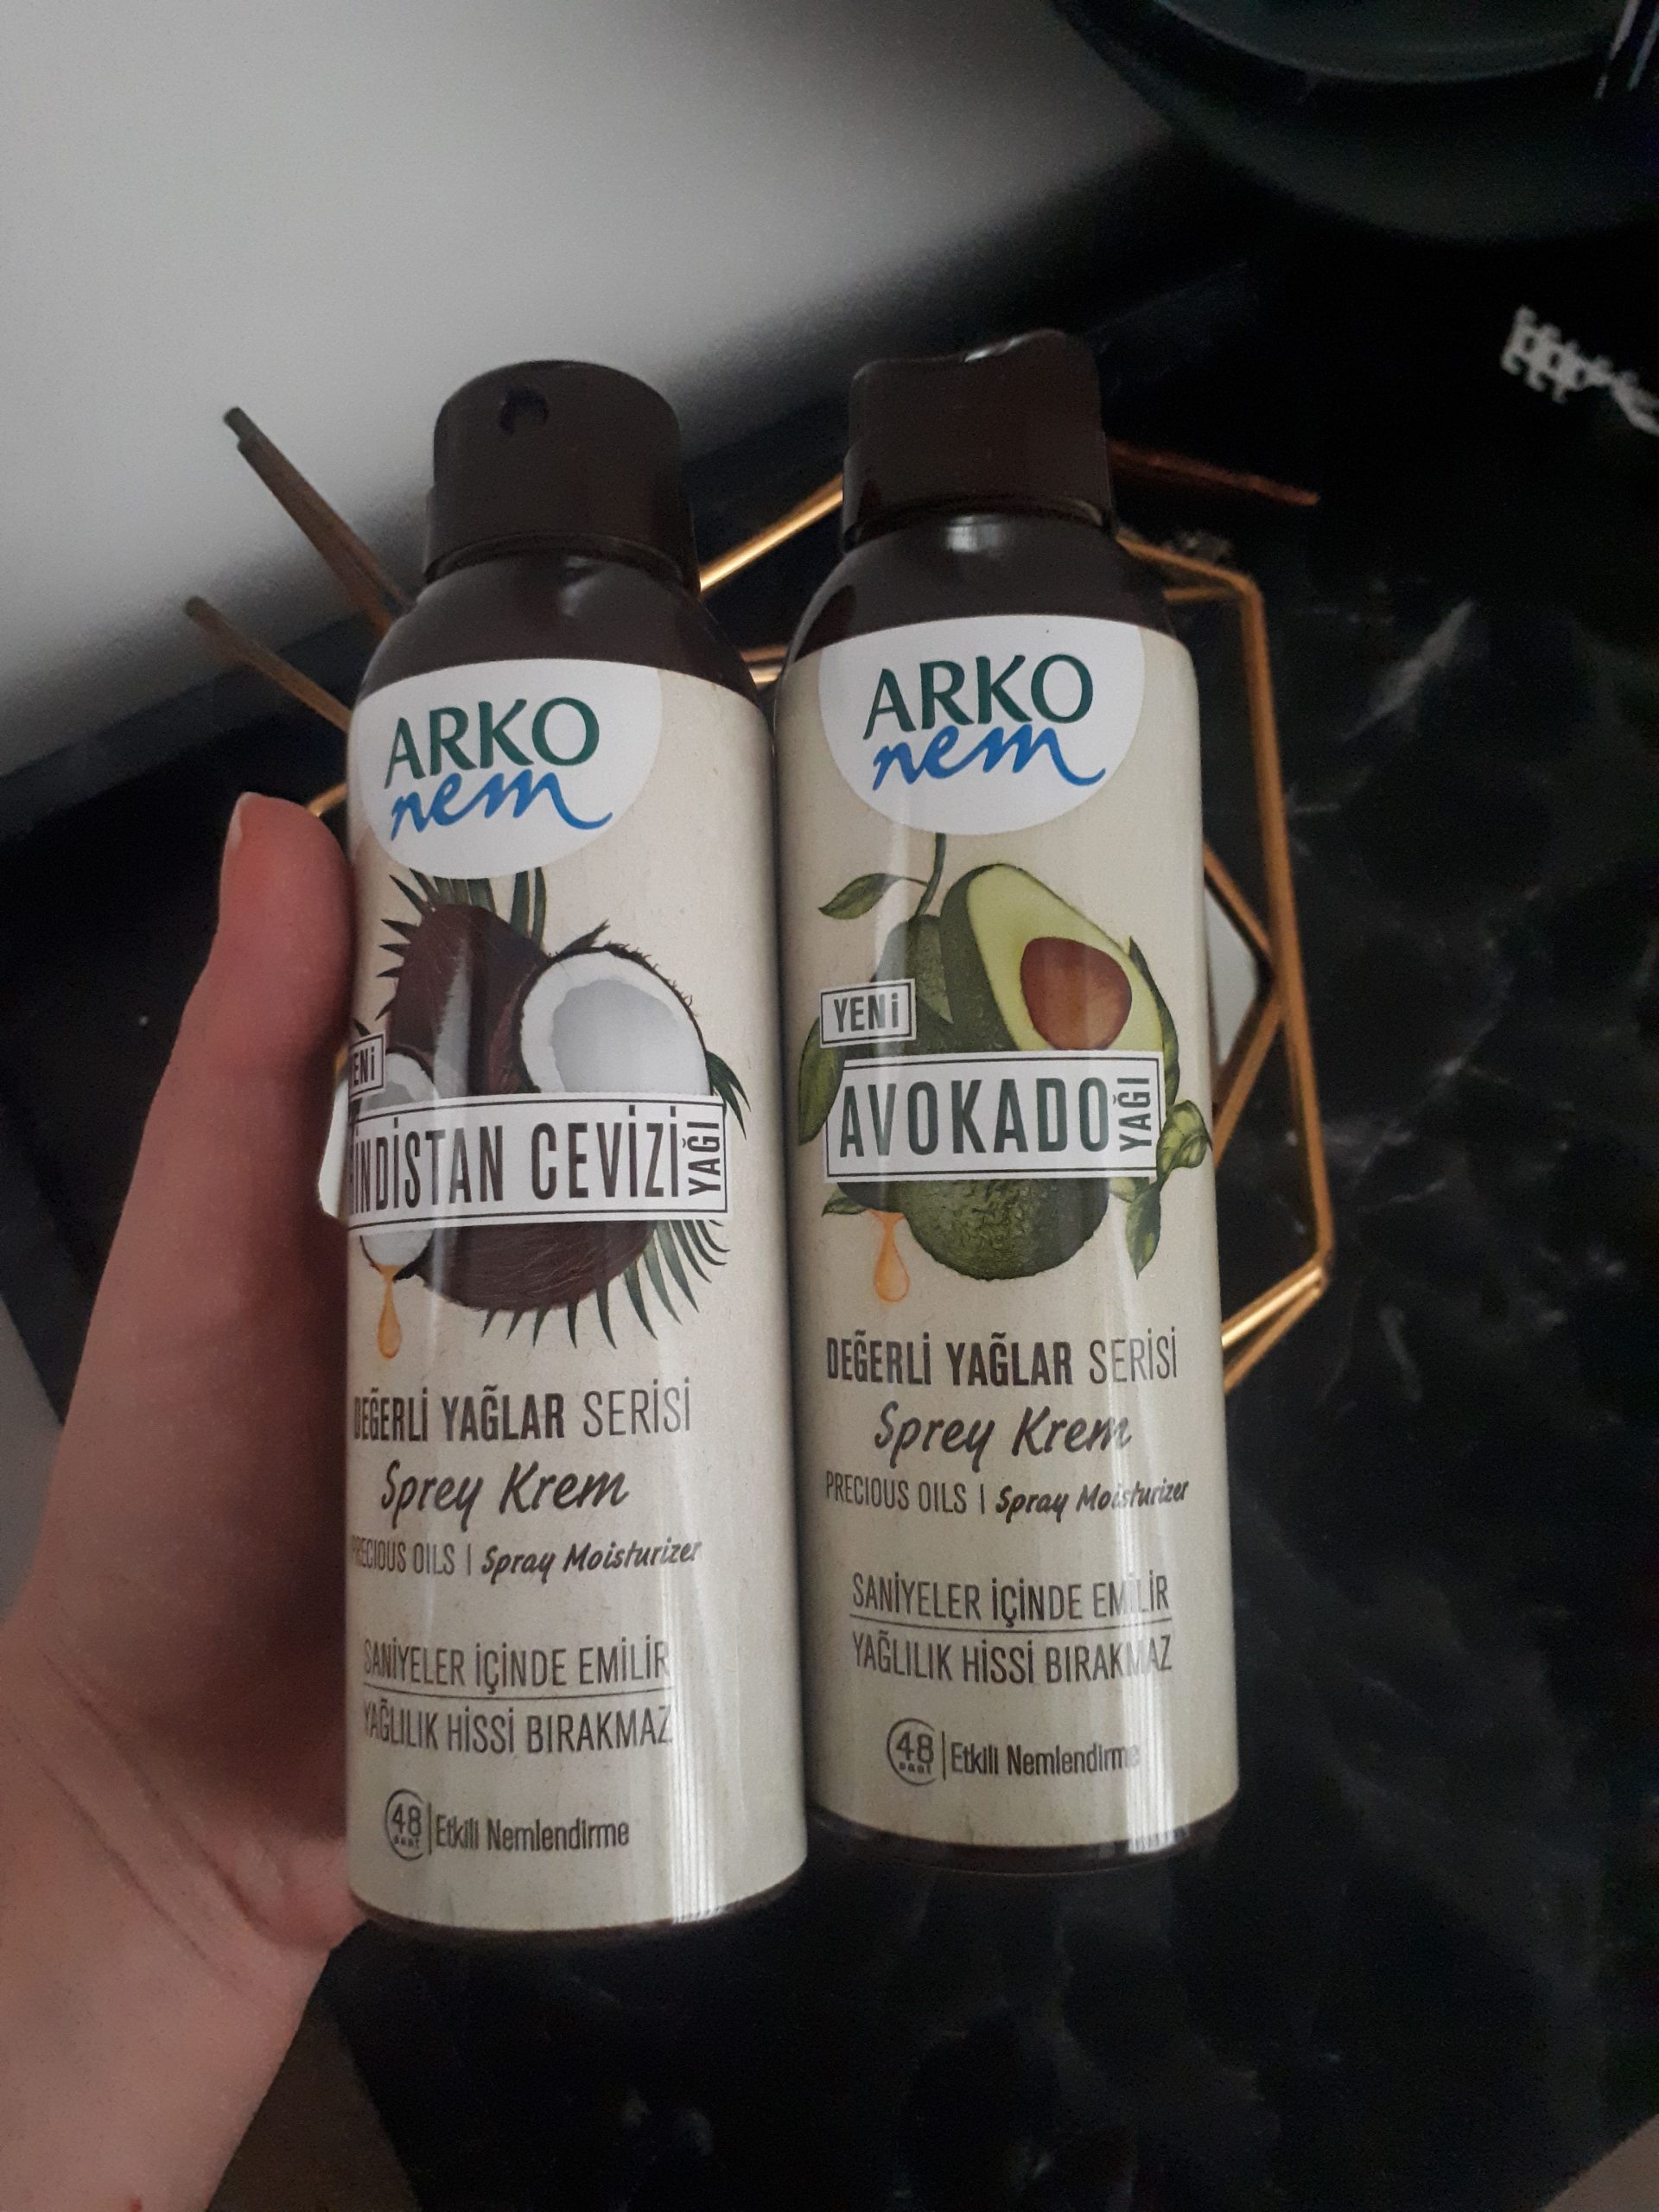 ARKO
nem
HİNDİSTAN CEVİZİ YAĞI
DEĞERLİ YAĞLAR SERİSİ
Sprey Krem
PRECIOUS OILS | Spray Moisturizer
SANİYELER İÇİNDE EMİLİR
YAĞLILIK HİSSİ BIRAKMAZ
48 saat | Etkili Nemlendirme
ARKO
nem
YENİ
AVOKADO YAĞI
DEĞERLİ YAĞLAR SERİSİ
Sprey Krem
PRECIOUS OILS | Spray Moisturizer
SANİYELER İÇİNDE EMİLİR
YAĞLILIK HİSSİ BIRAKMAZ
48 saat | Etkili Nemlendirme